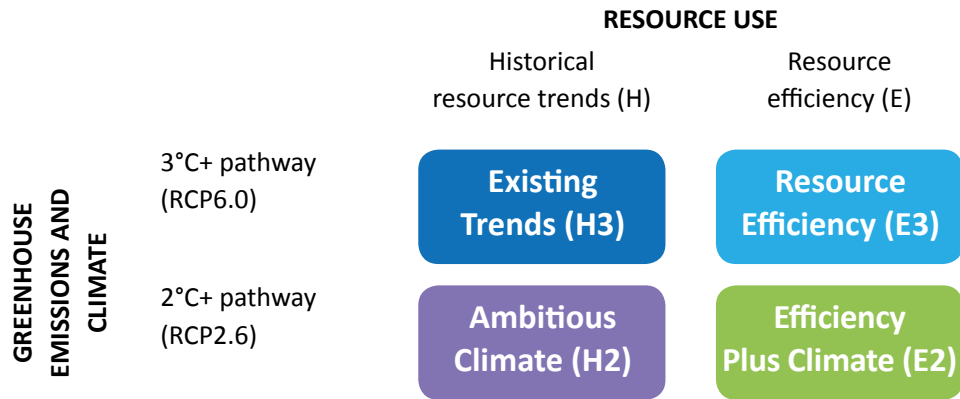 RESOURCE USE
Historical
resource trends (H)
Resource
efficiency (E)
GREENHOUSE
EMISSIONS AND
CLIMATE
3°C+ pathway
(RCP6.0)
Existing
Trends (H3)
Resource
Efficiency (E3)
2°C+ pathway
(RCP2.6)
Ambitious
Climate (H2)
Efficiency
Plus Climate (E2)